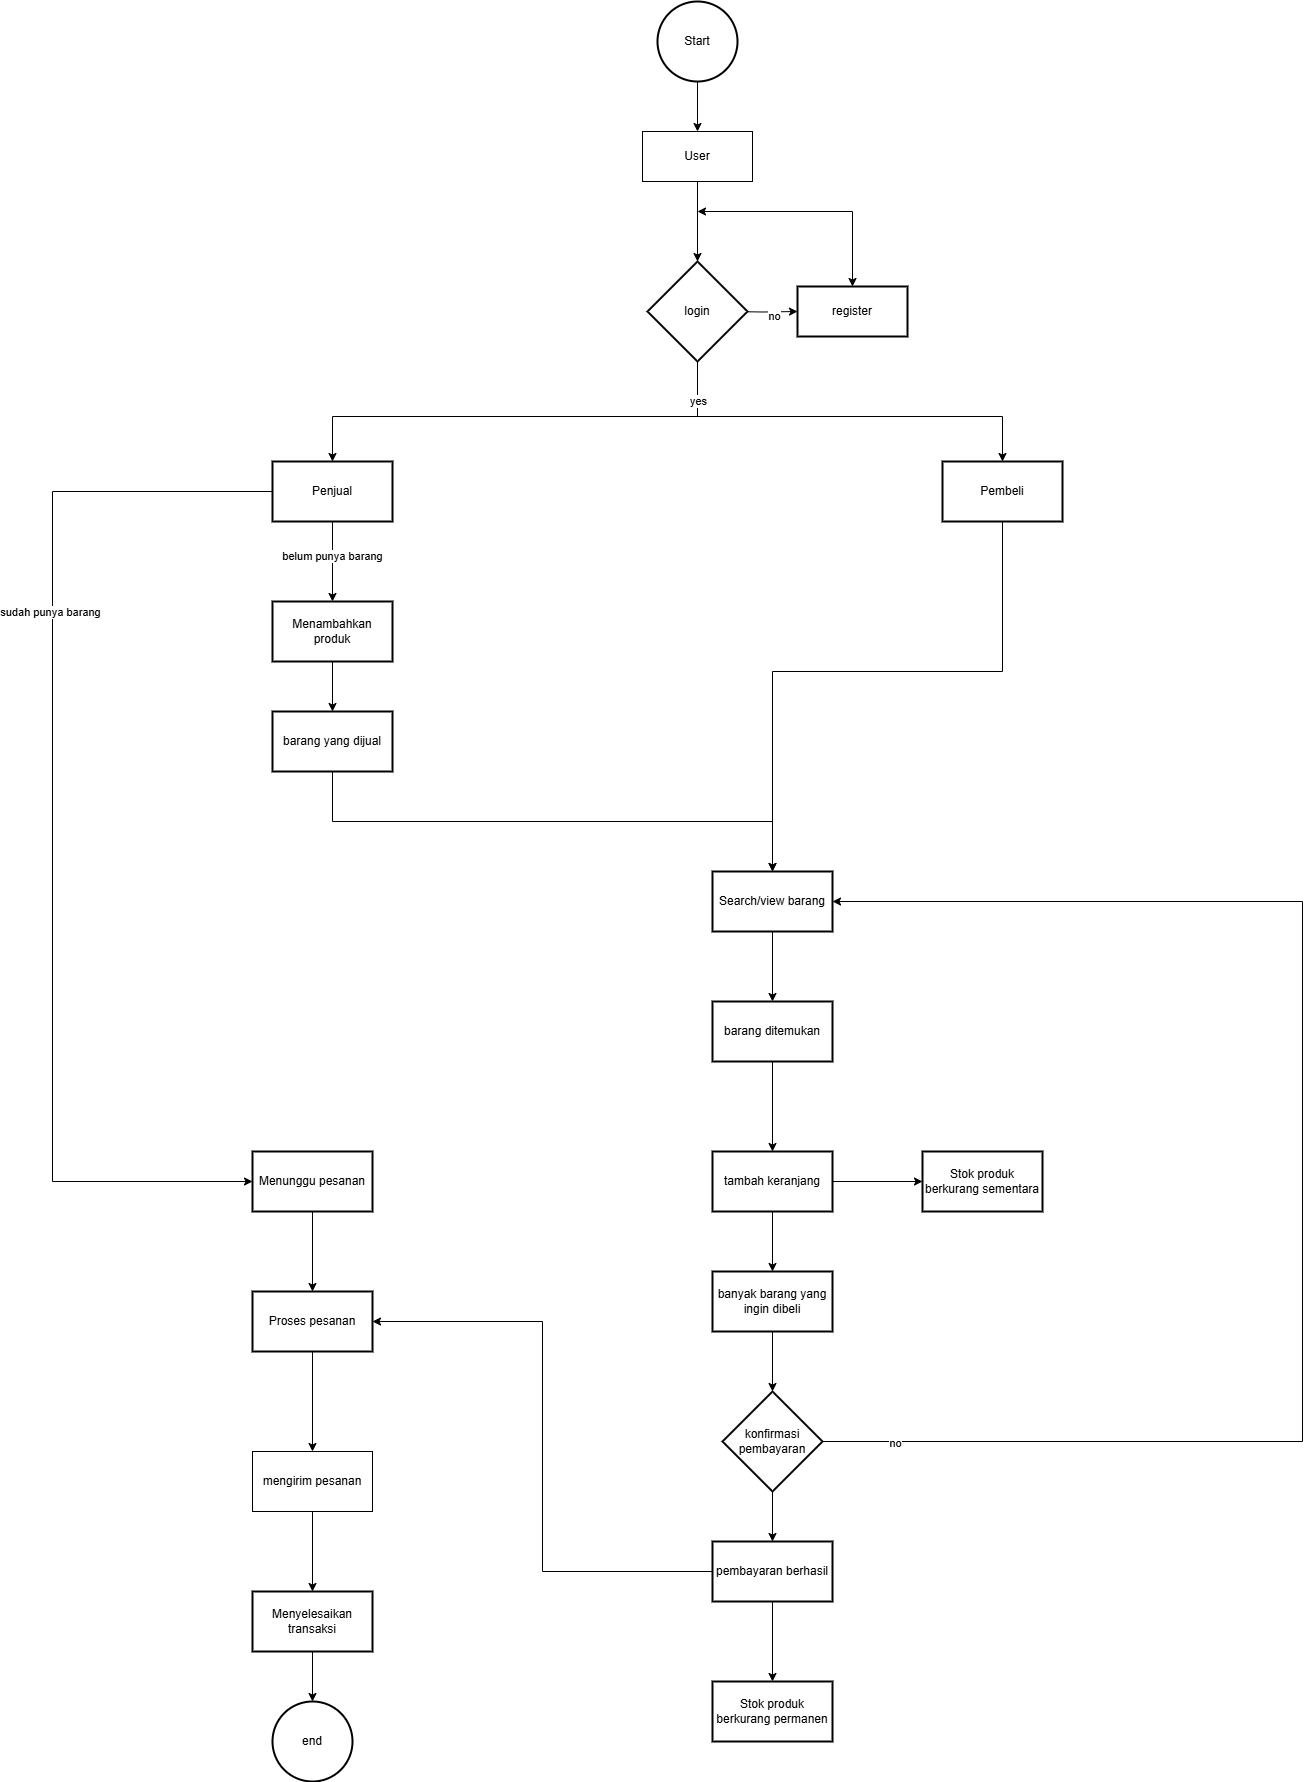 Start
User
login
no
register
yes
Penjual
Pembeli
belum punya barang
sudah punya barang
Menambahkan
produk
barang yang dijual
Search/view barang
barang ditemukan
Menunggu pesanan
tambah keranjang
Stok produk
berkurang sementara
banyak barang yang
ingin dibeli
Proses pesanan
konfirmasi
pembayaran
no
mengirim pesanan
pembayaran berhasil
Menyelesaikan
transaksi
Stok produk
berkurang permanen
end